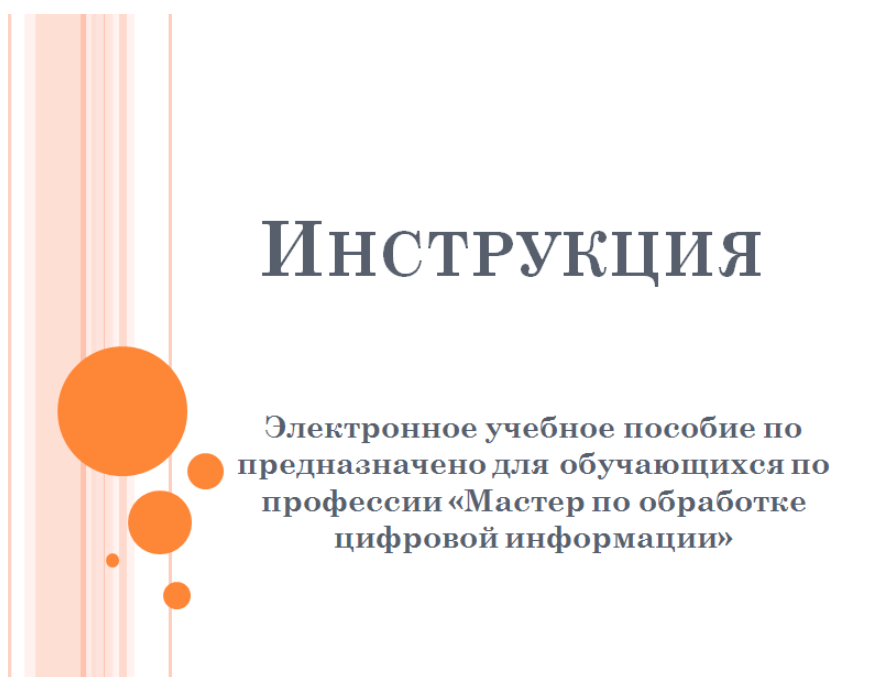 Инструкция
Электронное учебное пособие по
предназначено для обучающихся по
профессии «Мастер по обработке
цифровой информации»